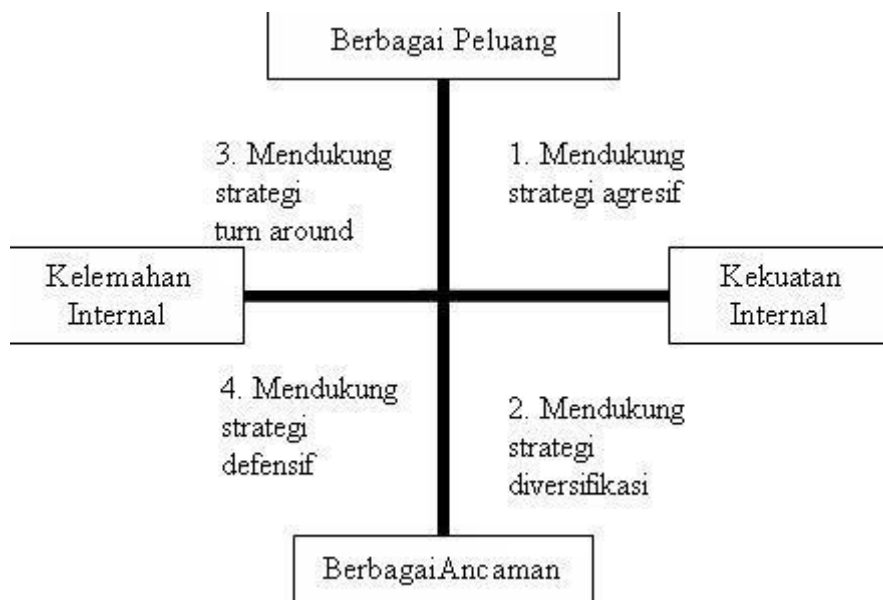 Berbagai Peluang
3. Mendukung
strategi
turn around
1. Mendukung
strategi agresif
Kelemahan
Internal
Kekuatan
Internal
4. Mendukung
strategi
defensif
2. Mendukung
strategi
diversifikasi
BerbagaiAncaman